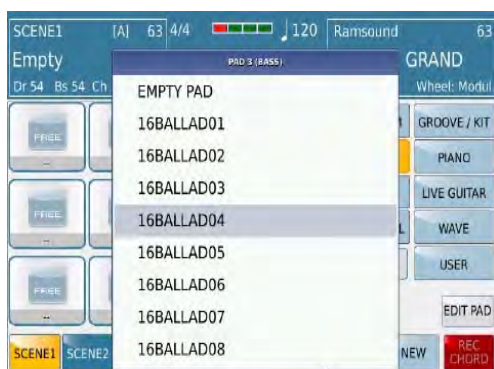 SCENE1 [A] 63 4/4 120 Ramsound 63
Empty GRAND
Dr 54 Bs 54 Ch Wheel: Modul
PAD 3 (BASS)
EMPTY PAD
16BALLAD01
16BALLAD02
16BALLAD03
16BALLAD04
16BALLAD05
16BALLAD06
16BALLAD07
16BALLAD08
FREE
--
FREE
--
FREE
--
GROOVE / KIT
PIANO
LIVE GUITAR
L WAVE
USER
EDIT PAD
SCENE1 SCENE2 NEW REC CHORD